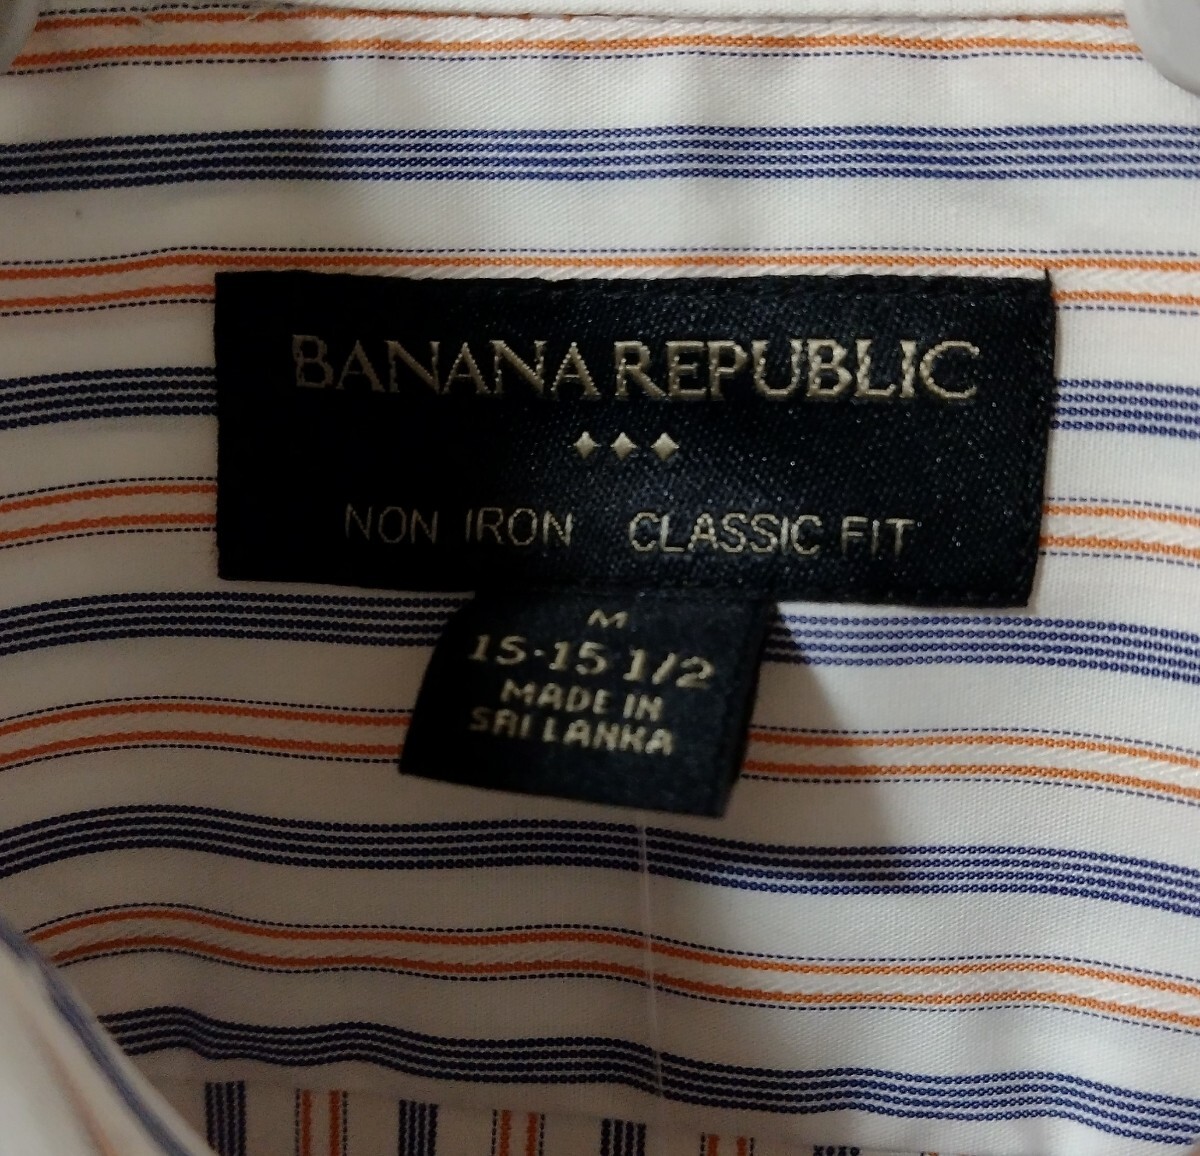 BANANA REPUBLIC
NON IRON CLASSIC FIT
M
15-15 1/2
MADE IN
SRI LANKA